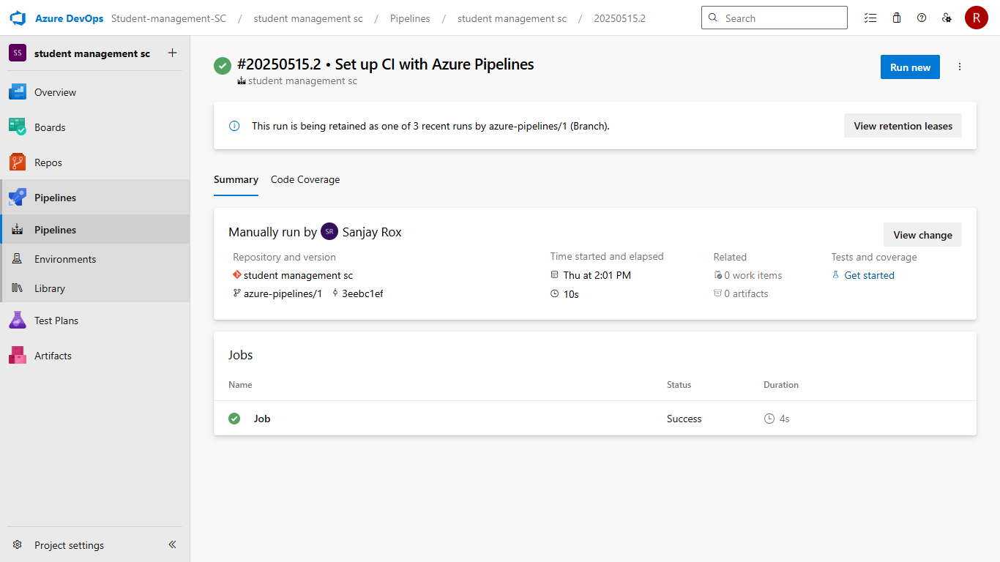 Azure DevOps Student-management-SC / student management sc / Pipelines / student management sc / 20250515.2 Search R
SS student management sc
Overview
Boards
Repos
Pipelines
Pipelines
Environments
Library
Test Plans
Artifacts
Project settings
#20250515.2 • Set up CI with Azure Pipelines
student management sc
Run new
This run is being retained as one of 3 recent runs by azure-pipelines/1 (Branch).
View retention leases
Summary Code Coverage
Manually run by SR Sanjay Rox
View change
Repository and version
student management sc
azure-pipelines/1 3eebc1ef
Time started and elapsed
Thu at 2:01 PM
10s
Related
0 work items
0 artifacts
Tests and coverage
Get started
Jobs
Name Status Duration
Job Success 4s